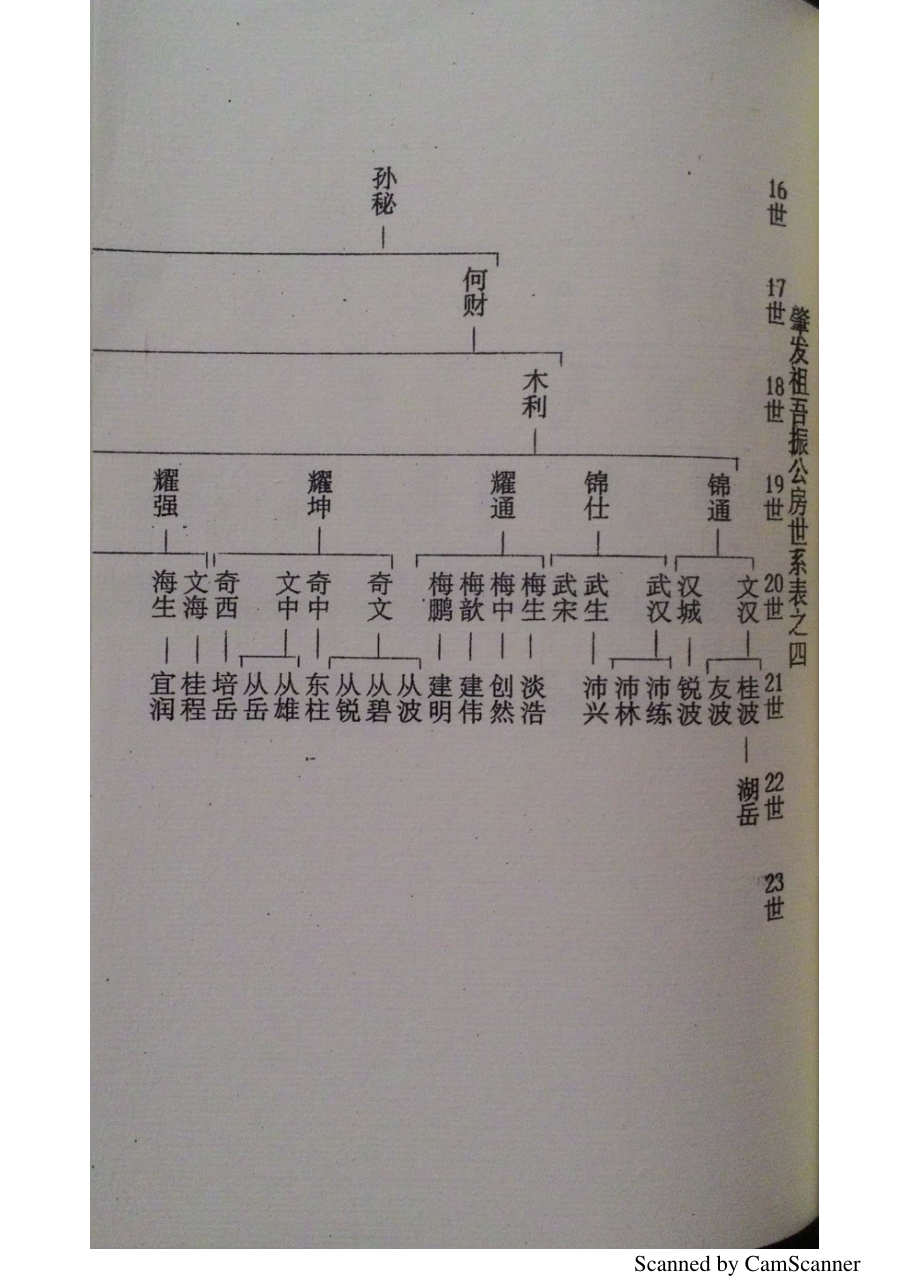 肇发祖吾振公房世系表之四
16世
17世
18世
19世
20世
21世
22世
23世
孙秘
何财
木利
锦通
锦仕
耀通
耀坤
耀强
文汉
汉城
武汉
武生
武宋
梅生
梅中
梅歆
梅鹏
奇文
奇中
文中
奇西
文海
海生
桂波
友波
锐波
沛练
沛林
沛兴
淡浩
创然
建伟
建明
从波
从碧
从锐
东柱
从雄
从岳
培岳
桂程
宜润
湖岳
Scanned by CamScanner